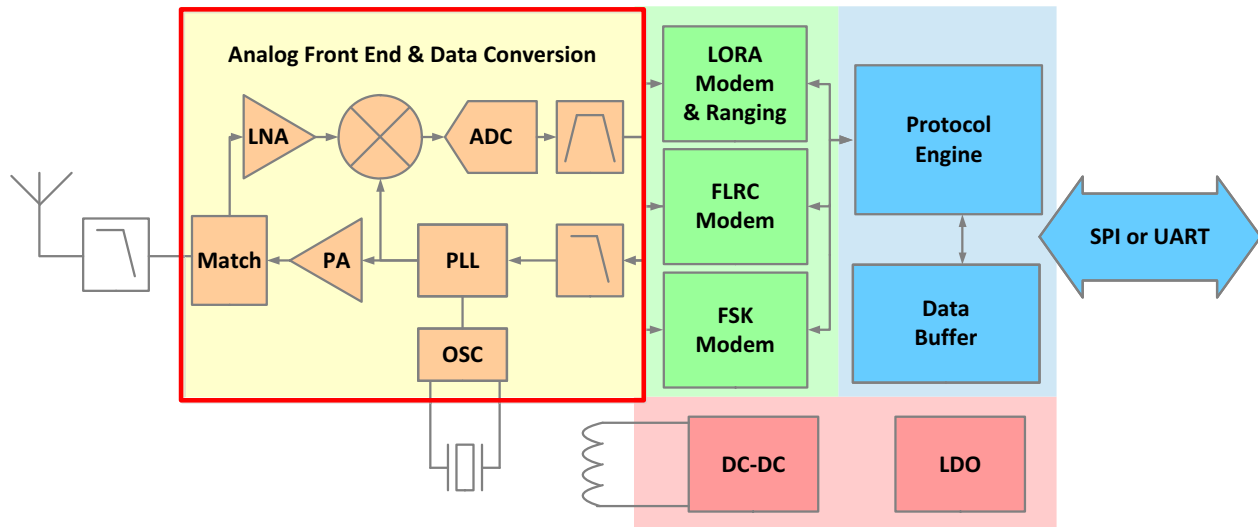 Analog Front End & Data Conversion
LNA
ADC
Match
PA
PLL
OSC
LORA
Modem
& Ranging
FLRC
Modem
FSK
Modem
Protocol
Engine
Data
Buffer
SPI or UART
DC-DC
LDO